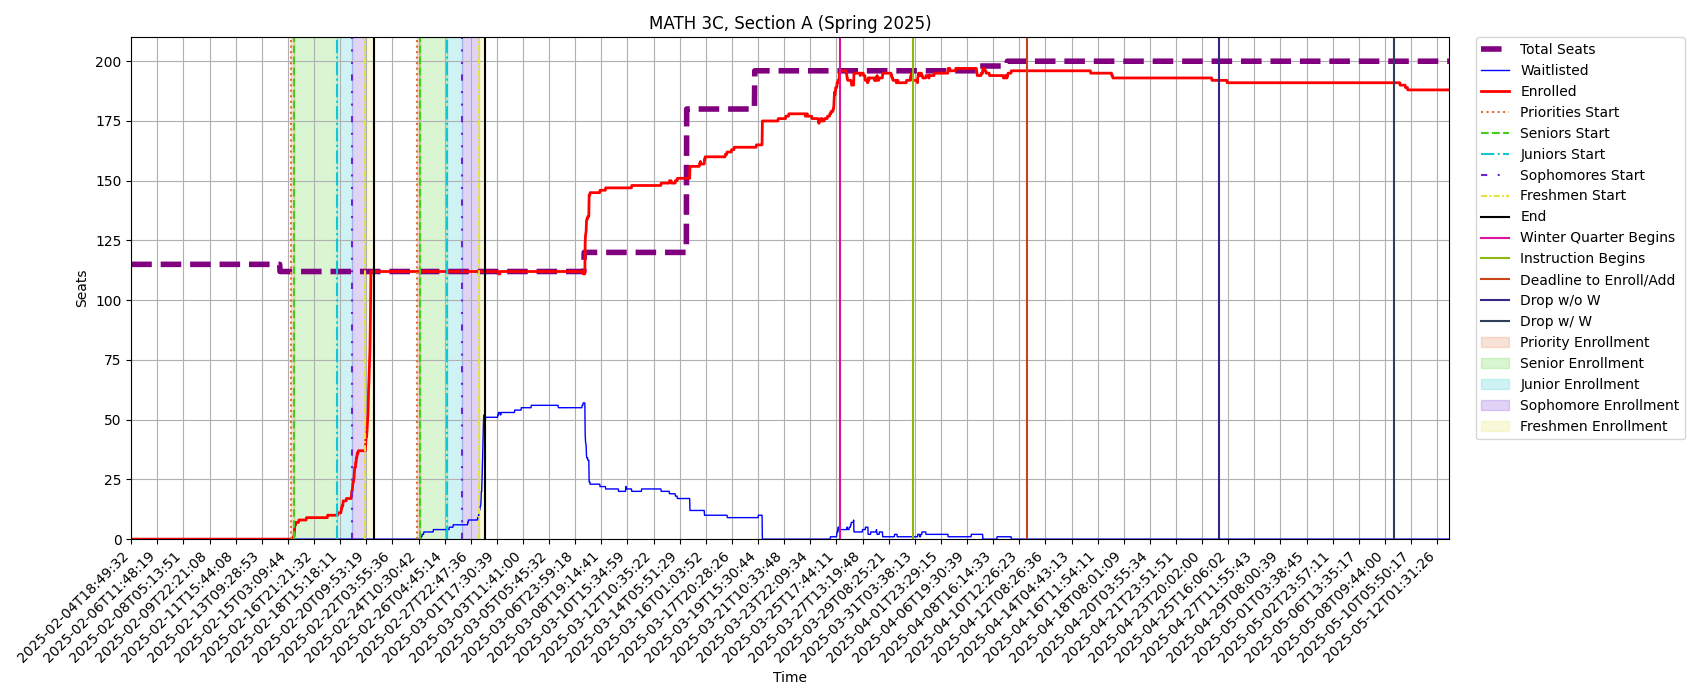 MATH 3C, Section A (Spring 2025)
Seats
200
175
150
125
100
75
50
25
0
2025-02-04T18:49:32
2025-02-06T11:48:19
2025-02-08T05:13:51
2025-02-09T22:21:08
2025-02-11T15:44:08
2025-02-13T09:28:53
2025-02-15T03:09:44
2025-02-16T21:21:32
2025-02-18T15:18:11
2025-02-20T09:53:19
2025-02-22T03:55:36
2025-02-24T21:30:42
2025-02-26T04:45:14
2025-02-27T22:47:36
2025-03-01T17:30:39
2025-03-03T11:41:00
2025-03-05T05:45:32
2025-03-06T23:59:18
2025-03-08T19:14:41
2025-03-10T15:34:59
2025-03-12T10:35:22
2025-03-14T05:51:29
2025-03-16T01:03:52
2025-03-17T20:28:26
2025-03-19T15:30:44
2025-03-21T10:33:48
2025-03-23T22:09:34
2025-03-25T17:44:11
2025-03-27T13:19:48
2025-03-29T08:25:21
2025-03-31T03:38:13
2025-04-01T23:29:15
2025-04-06T19:30:39
2025-04-08T16:14:33
2025-04-10T12:26:23
2025-04-12T08:26:36
2025-04-14T04:43:13
2025-04-16T11:54:11
2025-04-18T08:01:09
2025-04-20T03:55:34
2025-04-21T23:51:51
2025-04-23T20:02:00
2025-04-25T16:06:02
2025-04-27T11:55:43
2025-04-29T08:00:39
2025-05-01T03:38:45
2025-05-02T23:57:11
2025-05-06T13:35:17
2025-05-08T09:44:00
2025-05-10T05:50:17
2025-05-12T01:31:26
Time
Total Seats
Waitlisted
Enrolled
Priorities Start
Seniors Start
Juniors Start
Sophomores Start
Freshmen Start
End
Winter Quarter Begins
Instruction Begins
Deadline to Enroll/Add
Drop w/o W
Drop w/ W
Priority Enrollment
Senior Enrollment
Junior Enrollment
Sophomore Enrollment
Freshmen Enrollment